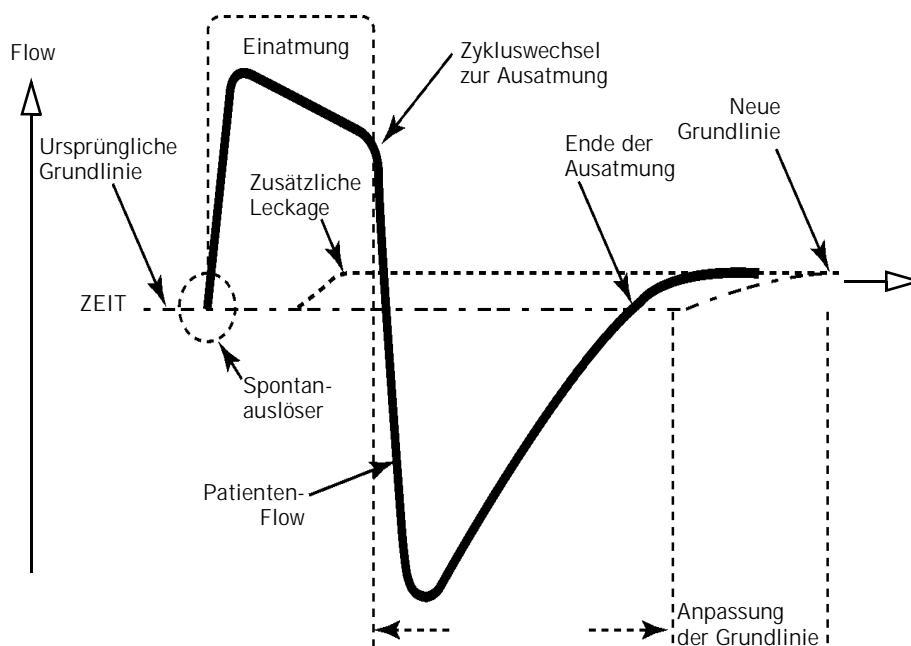 Flow
Einatmung
Zykluswechsel
zur Ausatmung
Neue
Grundlinie
Ursprüngliche
Grundlinie
Zusätzliche
Leckage
Ende der
Ausatmung
ZEIT
Spontan-
auslöser
Patienten-
Flow
Anpassung
der Grundlinie